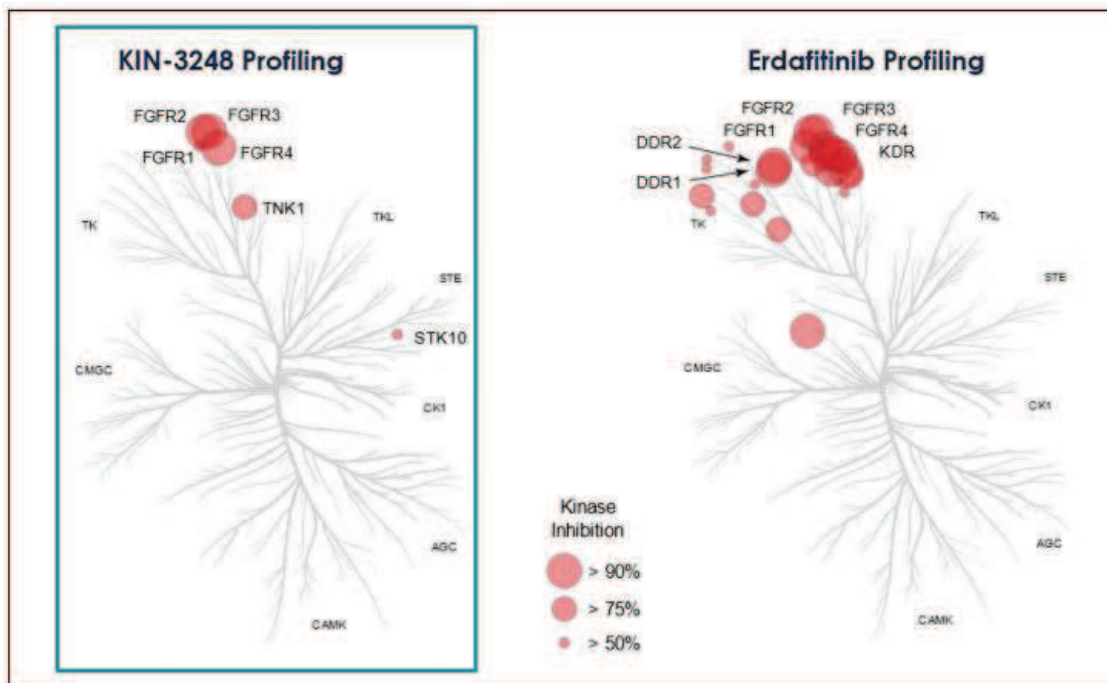 KIN-3248 Profiling
FGFR2
FGFR3
FGFR1
FGFR4
TNK1
TK
TKL
STE
STK10
CMGC
CK1
AGC
CAMK
Erdafitinib Profiling
FGFR2
FGFR3
FGFR1
FGFR4
DDR2
KDR
DDR1
TK
TKL
STE
CMGC
CK1
AGC
Kinase
Inhibition
> 90%
> 75%
> 50%
CAMK